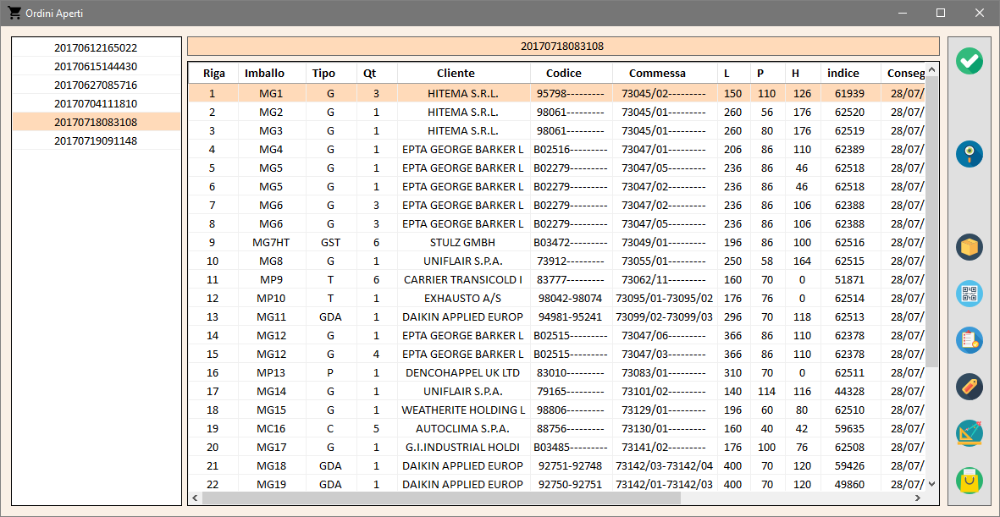 Ordini Aperti
20170612165022
20170615144430
20170627085716
20170704111810
20170718083108
20170719091148
20170718083108
Riga Imballo Tipo Qt Cliente Codice Commessa L P H indice Conseg
1 MG1 G 3 HITEMA S.R.L. 95798--------- 73045/02--------- 150 110 126 61939 28/07/
2 MG2 G 1 HITEMA S.R.L. 98061--------- 73045/01--------- 260 56 176 62520 28/07/
3 MG3 G 1 HITEMA S.R.L. 98061--------- 73045/01--------- 260 80 176 62519 28/07/
4 MG4 G 1 EPTA GEORGE BARKER L B02516--------- 73047/01--------- 206 86 110 62389 28/07/
5 MG5 G 1 EPTA GEORGE BARKER L B02279--------- 73047/05--------- 236 86 46 62518 28/07/
6 MG5 G 1 EPTA GEORGE BARKER L B02279--------- 73047/02--------- 236 86 46 62518 28/07/
7 MG6 G 3 EPTA GEORGE BARKER L B02279--------- 73047/02--------- 236 86 106 62388 28/07/
8 MG6 G 3 EPTA GEORGE BARKER L B02279--------- 73047/05--------- 236 86 106 62388 28/07/
9 MG7HT GST 6 STULZ GMBH B03472--------- 73049/01--------- 196 86 100 62516 28/07/
10 MG8 G 1 UNIFLAIR S.P.A. 73912--------- 73055/01--------- 250 58 164 62515 28/07/
11 MP9 T 6 CARRIER TRANSICOLD I 83777--------- 73062/11--------- 160 70 0 51871 28/07/
12 MP10 T 1 EXHAUSTO A/S 98042-98074 73095/01-73095/02 176 76 0 62514 28/07/
13 MG11 GDA 1 DAIKIN APPLIED EUROP 94981-95241 73099/02-73099/03 296 70 118 62513 28/07/
14 MG12 G 1 EPTA GEORGE BARKER L B02515--------- 73047/06--------- 366 86 110 62378 28/07/
15 MG12 G 4 EPTA GEORGE BARKER L B02515--------- 73047/03--------- 366 86 110 62378 28/07/
16 MP13 P 1 DENCOHAPPEL UK LTD 83010--------- 73083/01--------- 310 70 0 62511 28/07/
17 MG14 G 1 UNIFLAIR S.P.A. 79165--------- 73101/02--------- 140 114 116 44328 28/07/
18 MG15 G 1 WEATHERITE HOLDING L 98806--------- 73129/01--------- 196 60 80 62510 28/07/
19 MC16 C 5 AUTOCLIMA S.P.A. 88756--------- 73130/01--------- 160 40 42 59635 28/07/
20 MG17 G 1 G.I.INDUSTRIAL HOLDI B03485--------- 73141/02--------- 176 100 76 62508 28/07/
21 MG18 GDA 1 DAIKIN APPLIED EUROP 92751-92748 73142/03-73142/04 400 70 120 59426 28/07/
22 MG19 GDA 1 DAIKIN APPLIED EUROP 92750-92751 73142/01-73142/03 400 70 120 49860 28/07/